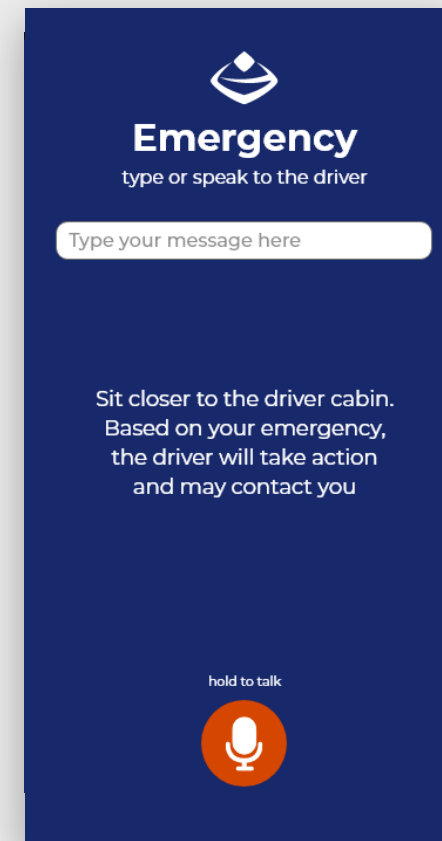 Emergency
type or speak to the driver
Type your message here
Sit closer to the driver cabin.
Based on your emergency,
the driver will take action
and may contact you
hold to talk